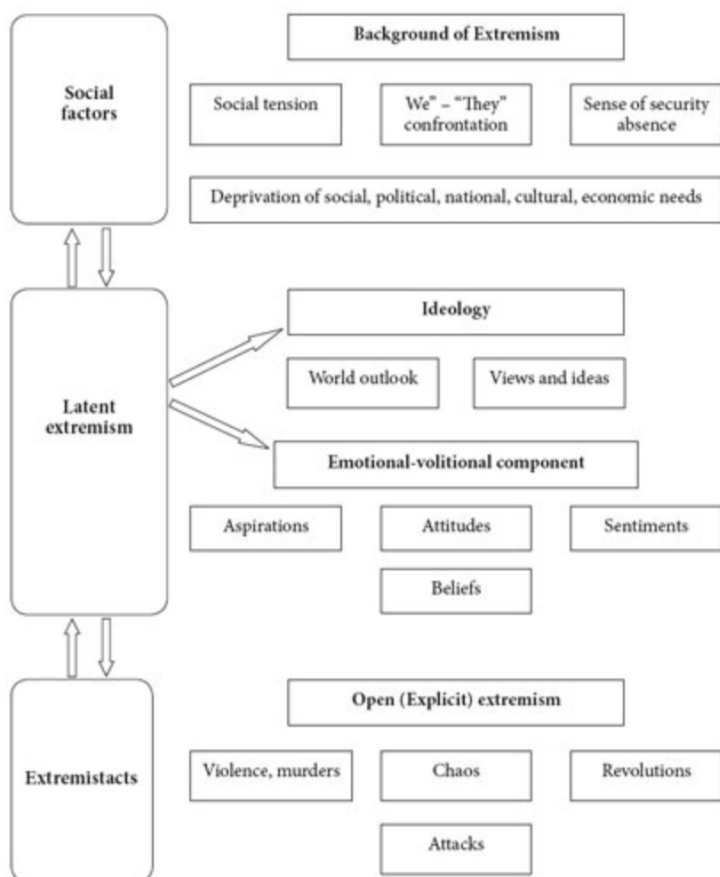 Social
factors
Background of Extremism
Social tension
We” – “They”
confrontation
Sense of security
absence
Deprivation of social, political, national, cultural, economic needs
Latent
extremism
Ideology
World outlook
Views and ideas
Emotional-volitional component
Aspirations
Attitudes
Sentiments
Beliefs
Extremistacts
Open (Explicit) extremism
Violence, murders
Chaos
Revolutions
Attacks